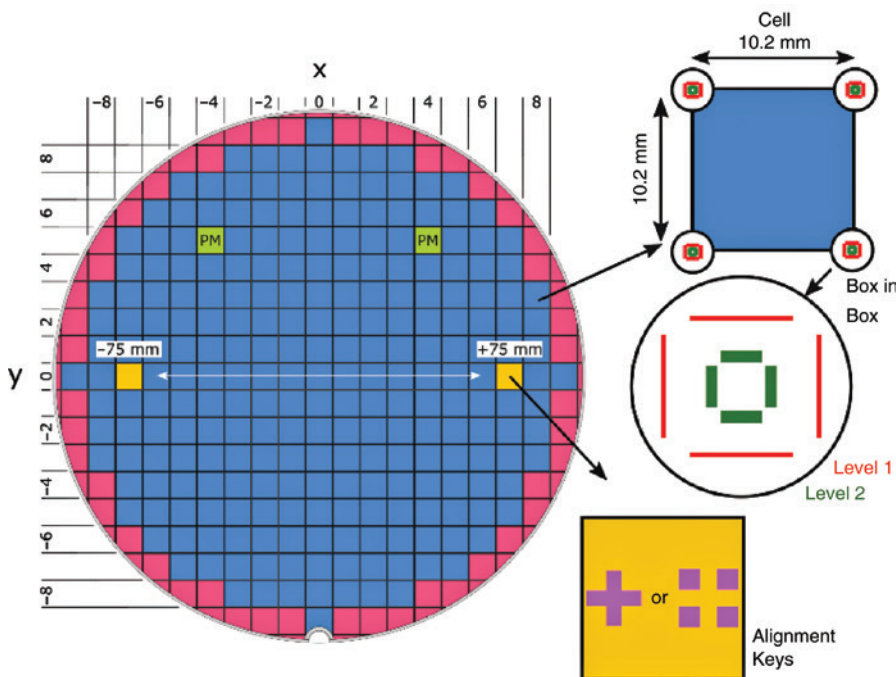 x
−8 −6 −4 −2 0 2 4 6 8
y
8
6
4
2
0
−2
−4
−6
−8
PM PM
−75 mm +75 mm
Cell
10.2 mm
10.2 mm
Box in
Box
Level 1
Level 2
or
Alignment
Keys